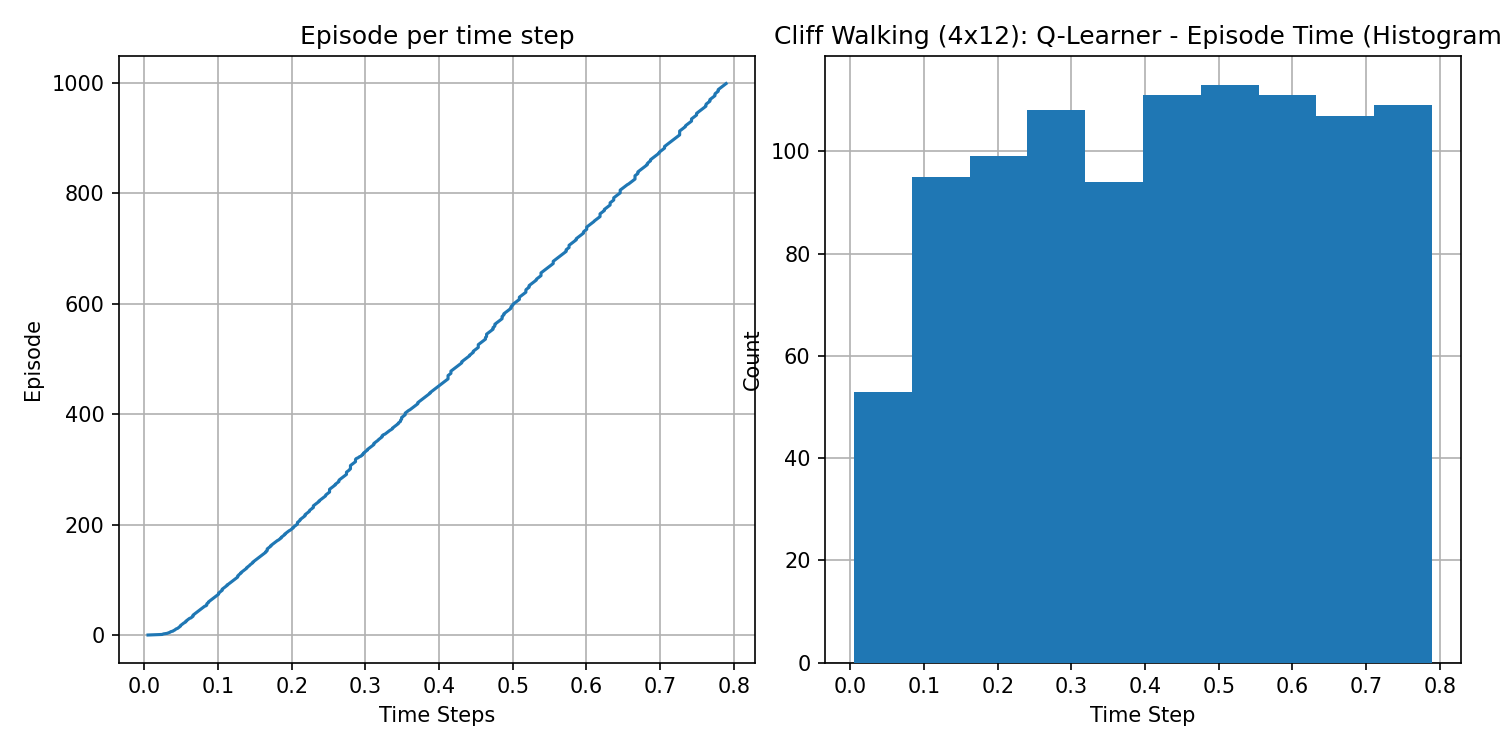 Episode per time step
Episode
1000
800
600
400
200
0
0.0 0.1 0.2 0.3 0.4 0.5 0.6 0.7 0.8
Time Steps
Cliff Walking (4x12): Q-Learner - Episode Time (Histogram
Count
100
80
60
40
20
0
0.0 0.1 0.2 0.3 0.4 0.5 0.6 0.7 0.8
Time Step